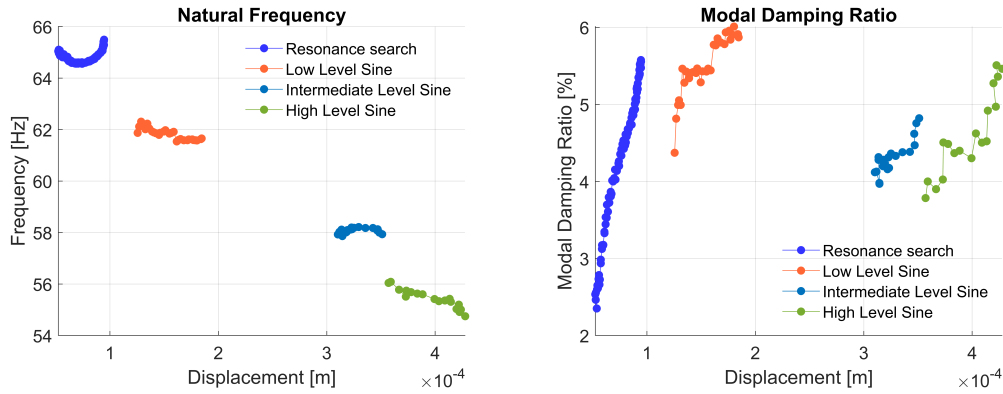 Natural Frequency
66
64
62
60
58
56
54
Frequency [Hz]
Resonance search
Low Level Sine
Intermediate Level Sine
High Level Sine
1
2
3
4
Displacement [m]
×10⁻⁴
Modal Damping Ratio
6
5
4
3
2
Modal Damping Ratio [%]
Resonance search
Low Level Sine
Intermediate Level Sine
High Level Sine
1
2
3
4
Displacement [m]
×10⁻⁴